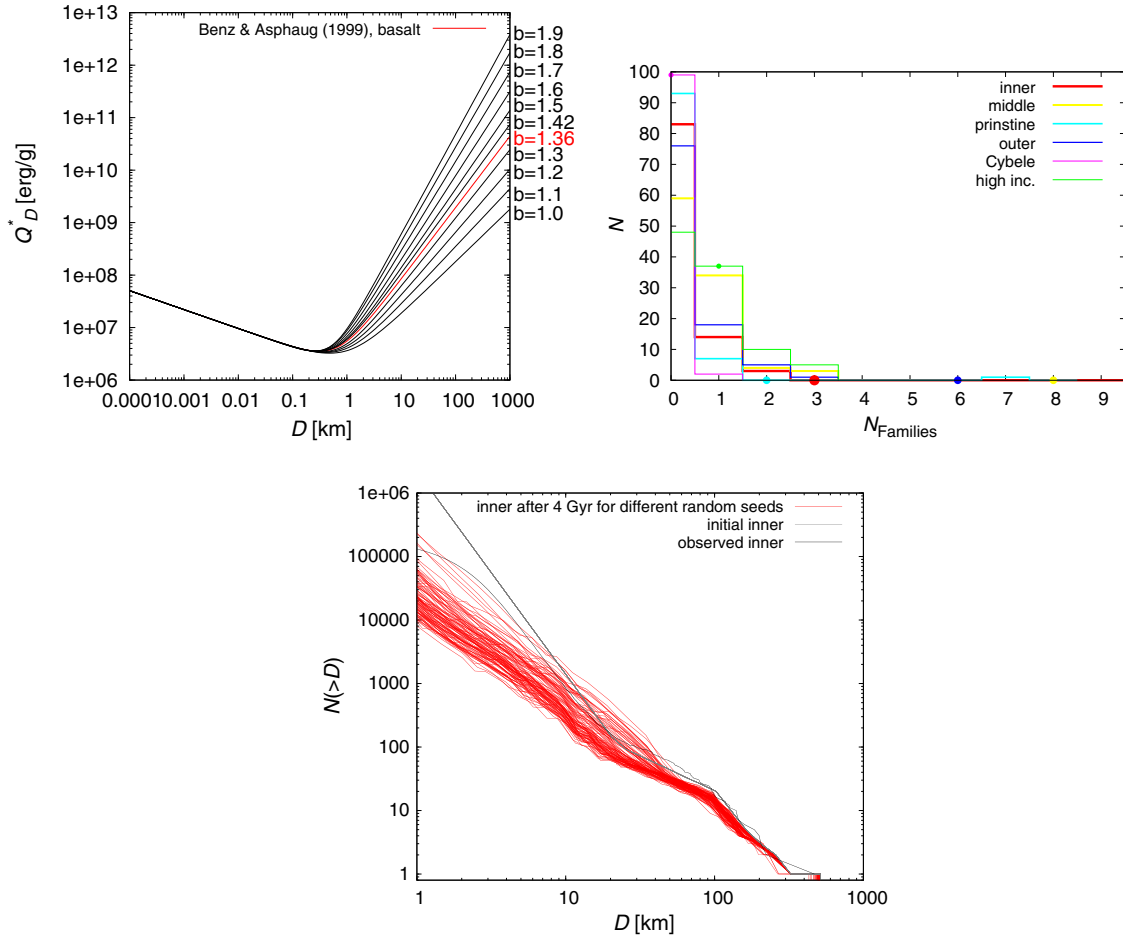 1e+13
1e+12
1e+11
1e+10
1e+09
1e+08
1e+07
1e+06
Q*D [erg/g]
Benz & Asphaug (1999), basalt
b=1.9
b=1.8
b=1.7
b=1.6
b=1.5
b=1.42
b=1.36
b=1.3
b=1.2
b=1.1
b=1.0
0.0001 0.001 0.01 0.1 1 10 100 1000
D [km]
100
90
80
70
60
50
40
30
20
10
0
N
inner
middle
prinstine
outer
Cybele
high inc.
0 1 2 3 4 5 6 7 8 9
NFamilies
1e+06
100000
10000
1000
100
10
1
N(>D)
inner after 4 Gyr for different random seeds
initial inner
observed inner
1 10 100 1000
D [km]